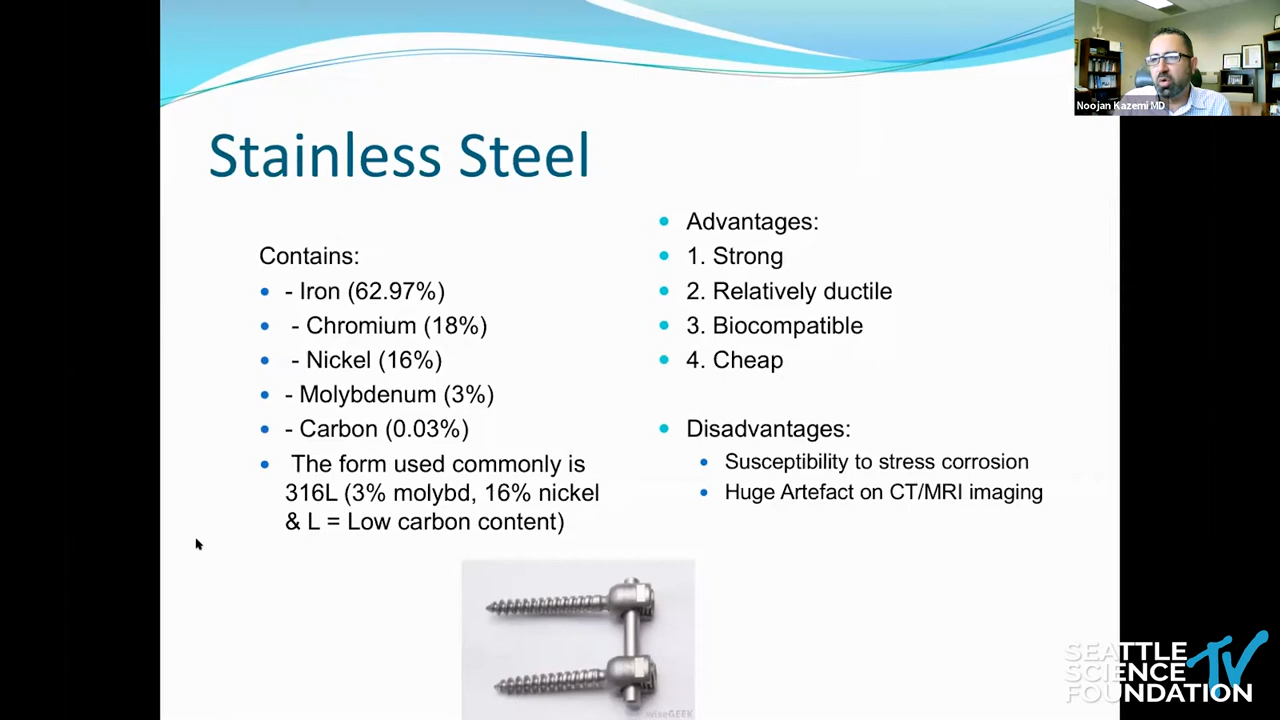 Noojan Kazemi MD
Stainless Steel
Contains:
- Iron (62.97%)
- Chromium (18%)
- Nickel (16%)
- Molybdenum (3%)
- Carbon (0.03%)
The form used commonly is
316L (3% molybd, 16% nickel
& L = Low carbon content)
Advantages:
1. Strong
2. Relatively ductile
3. Biocompatible
4. Cheap
Disadvantages:
Susceptibility to stress corrosion
Huge Artefact on CT/MRI imaging
wiseGEEK
SEATTLE
SCIENCE
FOUNDATION
TV